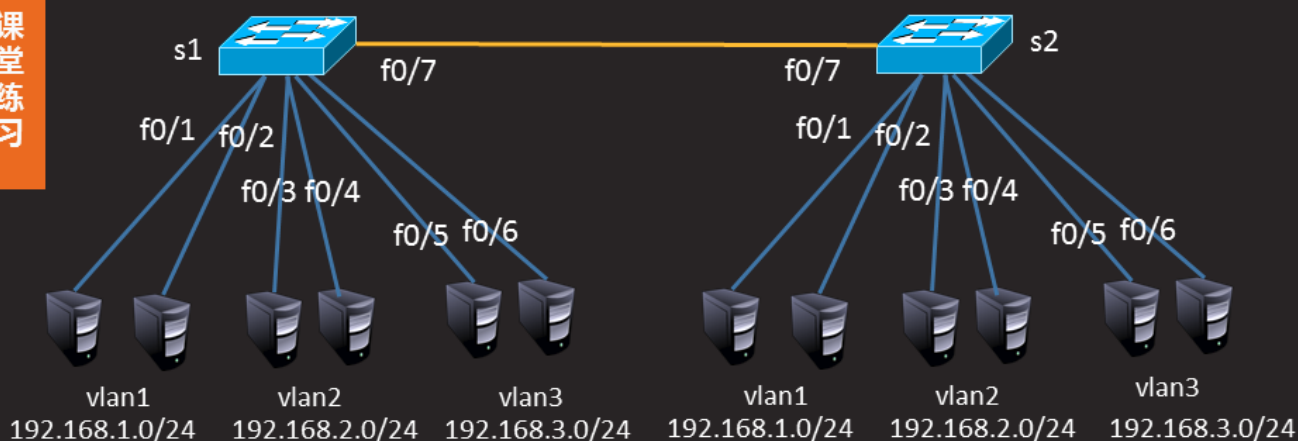 课
堂
练
习
s1
f0/7
f0/7
s2
f0/1
f0/2
f0/1
f0/2
f0/3
f0/4
f0/3
f0/4
f0/5
f0/6
f0/5
f0/6
vlan1
vlan2
vlan3
vlan1
vlan2
vlan3
192.168.1.0/24
192.168.2.0/24
192.168.3.0/24
192.168.1.0/24
192.168.2.0/24
192.168.3.0/24